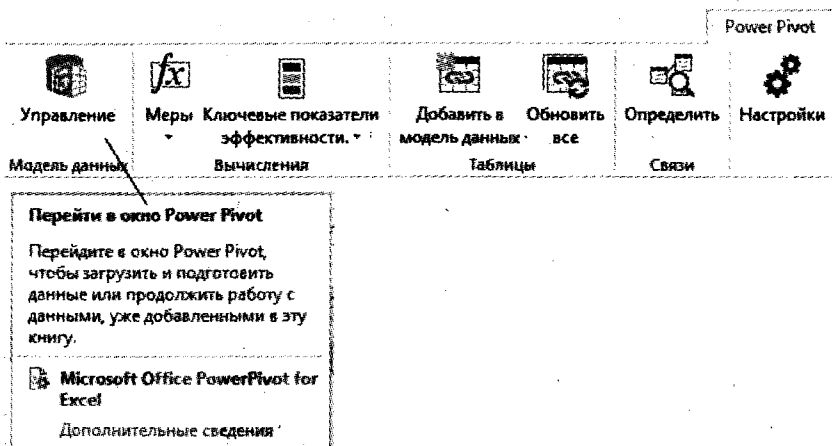 Power Pivot
Управление
Меры
Ключевые показатели
эффективности.
Добавить в
модель данных
Обновить
все
Определить
Настройки
Модель данных
Вычисления
Таблицы
Связи
Перейти в окно Power Pivot
Перейдите в окно Power Pivot,
чтобы загрузить и подготовить
данные или продолжить работу с
данными, уже добавленными в эту
книгу.
Microsoft Office PowerPivot for
Excel
Дополнительные сведения